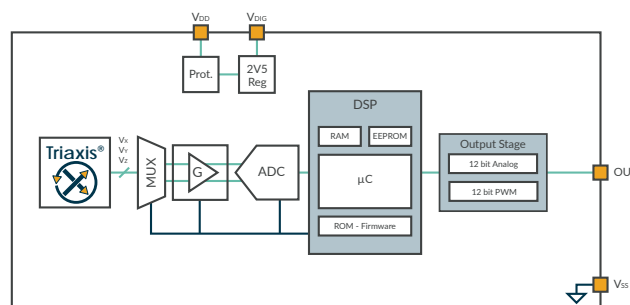 VDD
VDIG
Prot.
2V5
Reg
DSP
RAM
EEPROM
Output Stage
Triaxis®
VX
VY
VZ
MUX
G
ADC
µC
12 bit Analog
12 bit PWM
OU
ROM - Firmware
VSS